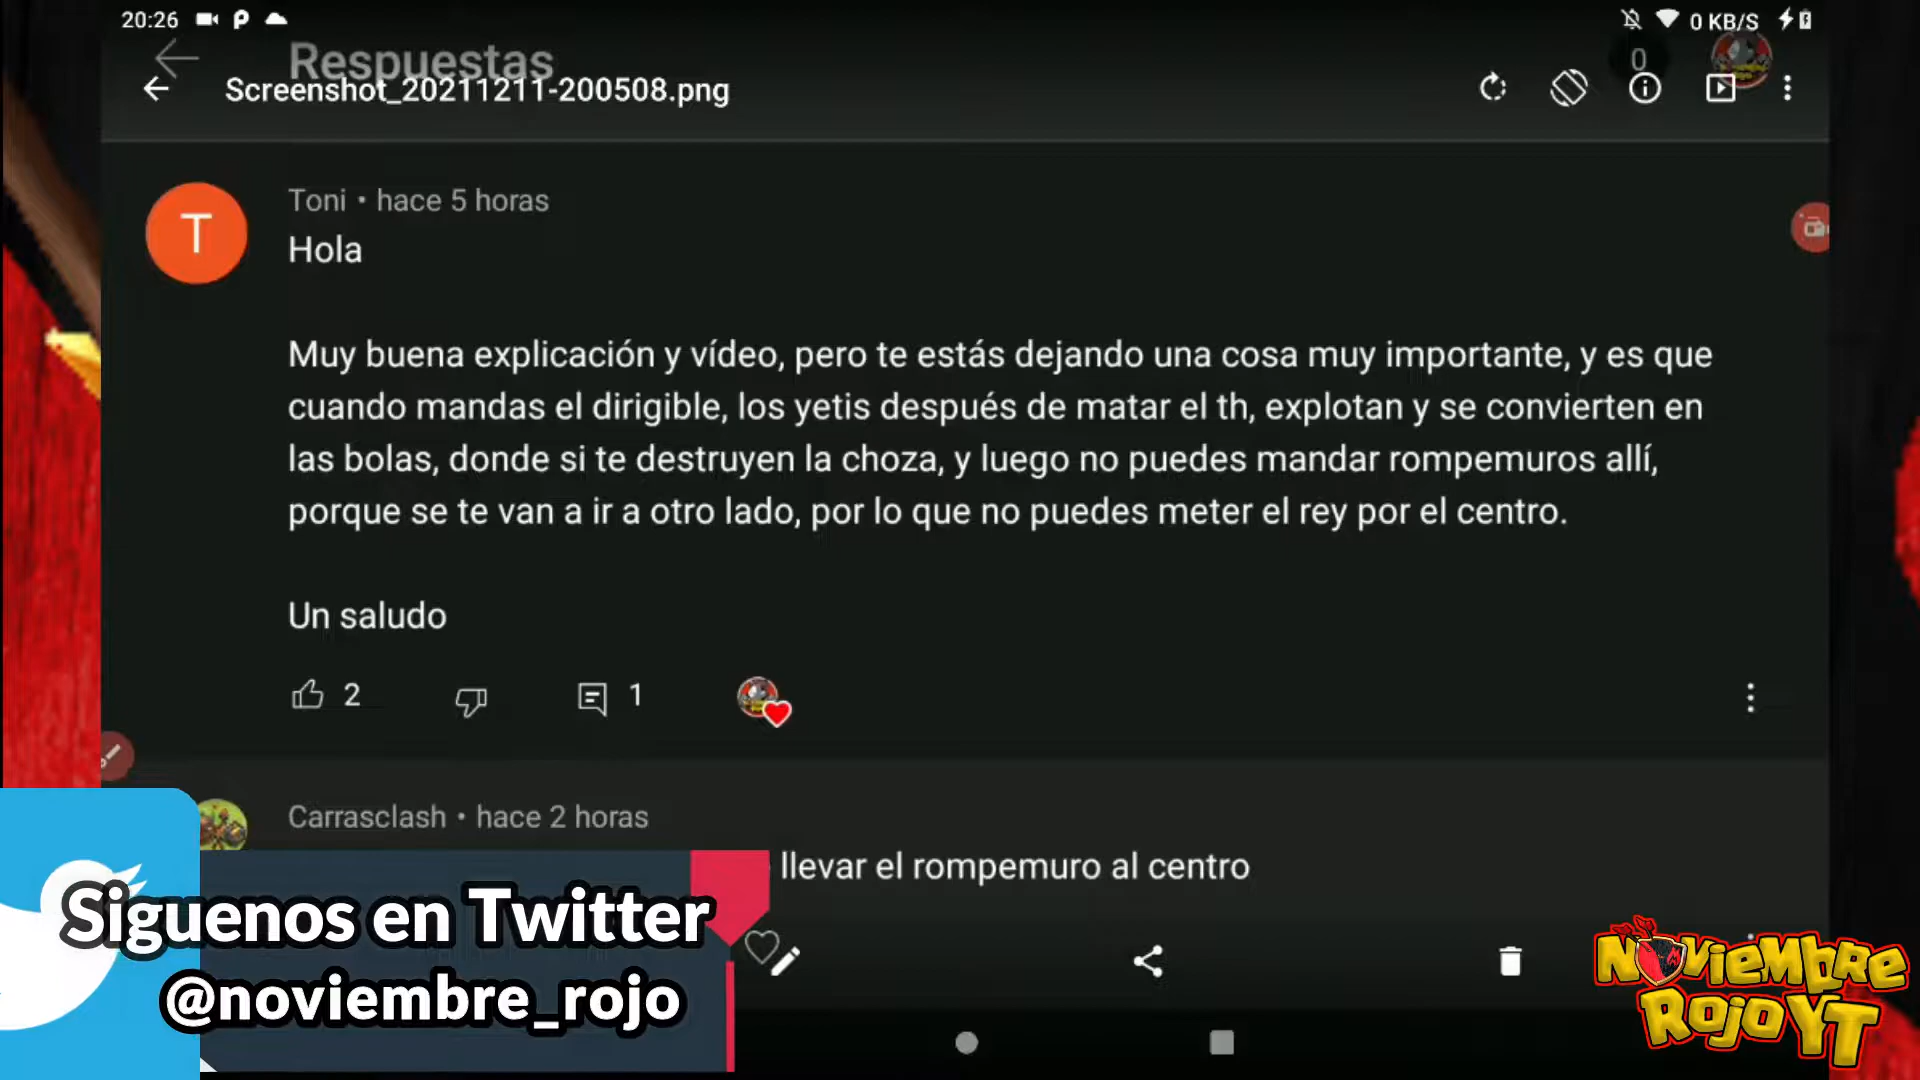 20:26
0 KB/S
Respuestas
0
Screenshot_20211211-200508.png
T
Toni • hace 5 horas
Hola
Muy buena explicación y vídeo, pero te estás dejando una cosa muy importante, y es que
cuando mandas el dirigible, los yetis después de matar el th, explotan y se convierten en
las bolas, donde si te destruyen la choza, y luego no puedes mandar rompemuros allí,
porque se te van a ir a otro lado, por lo que no puedes meter el rey por el centro.
Un saludo
2
1
Carrasclash • hace 2 horas
llevar el rompemuro al centro
Siguenos en Twitter
@noviembre_rojo
Noviembre
Rojo YT